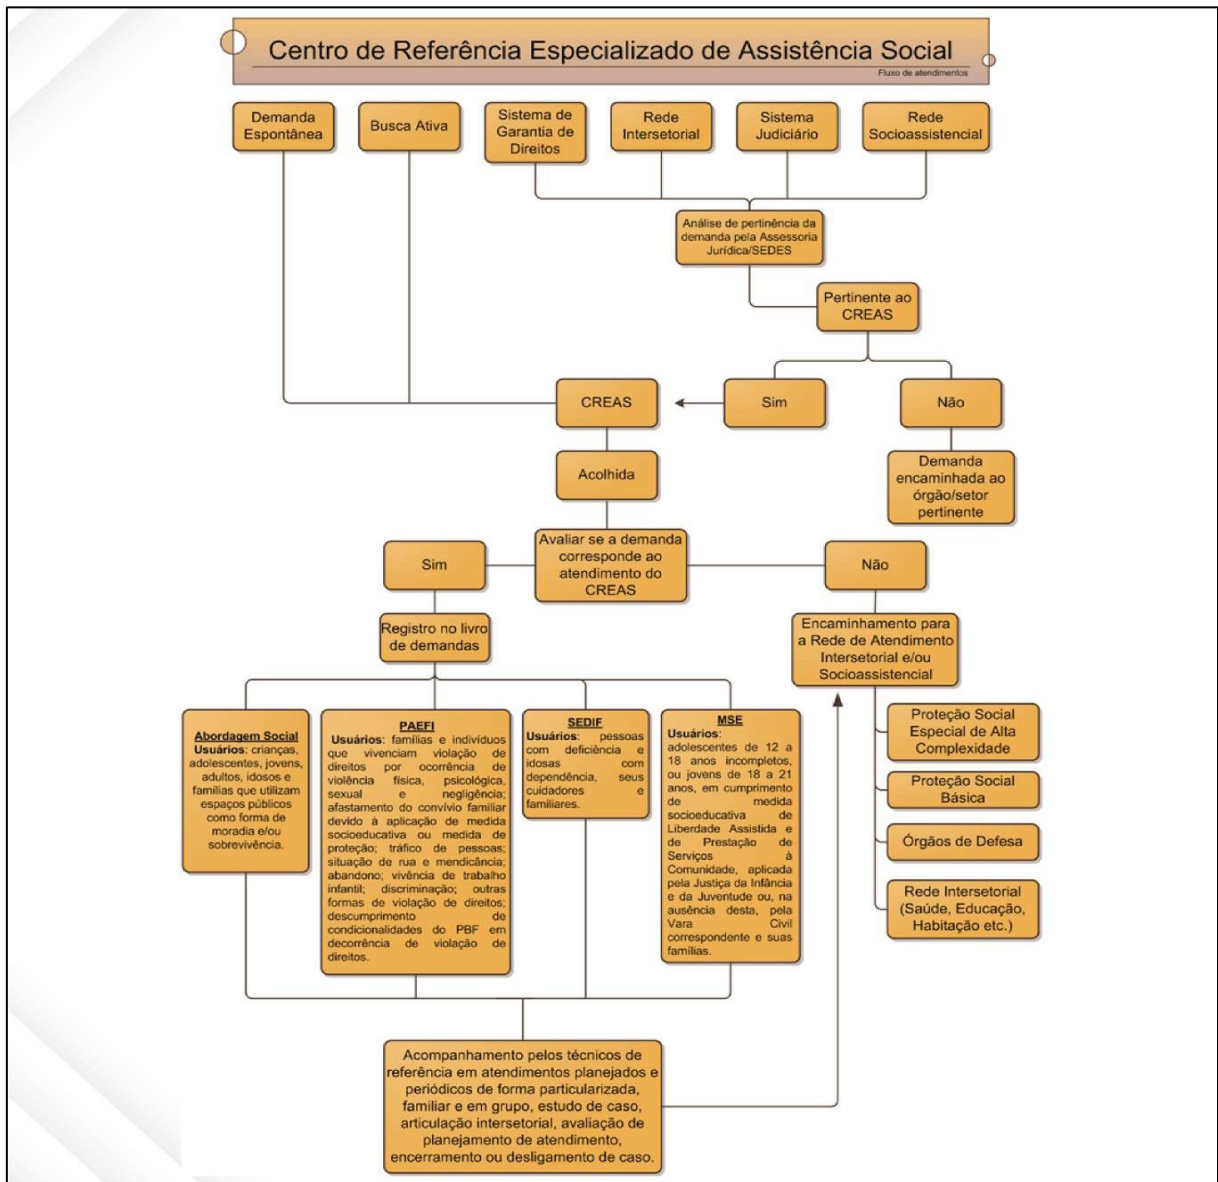 Centro de Referência Especializado de Assistência Social
Fluxo de atendimentos
Demanda
Espontânea
Busca Ativa
Sistema de
Garantia de
Direitos
Rede
Intersetorial
Sistema
Judiciário
Rede
Socioassistencial
Análise de pertinência da
demanda pela Assessoria
Jurídica/SEDES
Pertinente ao
CREAS
CREAS
Sim
Não
Acolhida
Demanda
encaminhada ao
órgão/setor
pertinente
Sim
Avaliar se a demanda
corresponde ao
atendimento do
CREAS
Não
Registro no livro
de demandas
Encaminhamento para
a Rede de Atendimento
Intersetorial e/ou
Socioassistencial
Abordagem Social
Usuários: crianças,
adolescentes, jovens,
adultos, idosos e
famílias que utilizam
espaços públicos
como forma de
moradia e/ou
sobrevivência.
PAEFI
Usuários: famílias e indivíduos
que vivenciam violação de
direitos por ocorrência de
violência física, psicológica,
sexual e negligência;
afastamento do convívio familiar
devido à aplicação de medida
socioeducativa ou medida de
proteção; tráfico de pessoas;
situação de rua e mendicância;
abandono; vivência de trabalho
infantil; discriminação; outras
formas de violação de direitos;
descumprimento de
condicionalidades do PBF em
decorrência de violação de
direitos.
SEDIF
Usuários: pessoas
com deficiência e
idosas com
dependência, seus
cuidadores e
familiares.
MSE
Usuários:
adolescentes de 12 a
18 anos incompletos,
ou jovens de 18 a 21
anos, em cumprimento
de medida
socioeducativa de
Liberdade Assistida e
de Prestação de
Serviços à
Comunidade, aplicada
pela Justiça da Infância
e da Juventude ou, na
ausência desta, pela
Vara Civil
correspondente e suas
famílias.
Proteção Social
Especial de Alta
Complexidade
Proteção Social
Básica
Órgãos de Defesa
Rede Intersetorial
(Saúde, Educação,
Habitação etc.)
Acompanhamento pelos técnicos de
referência em atendimentos planejados e
periódicos de forma particularizada,
familiar e em grupo, estudo de caso,
articulação intersetorial, avaliação de
planejamento de atendimento,
encerramento ou desligamento de caso.